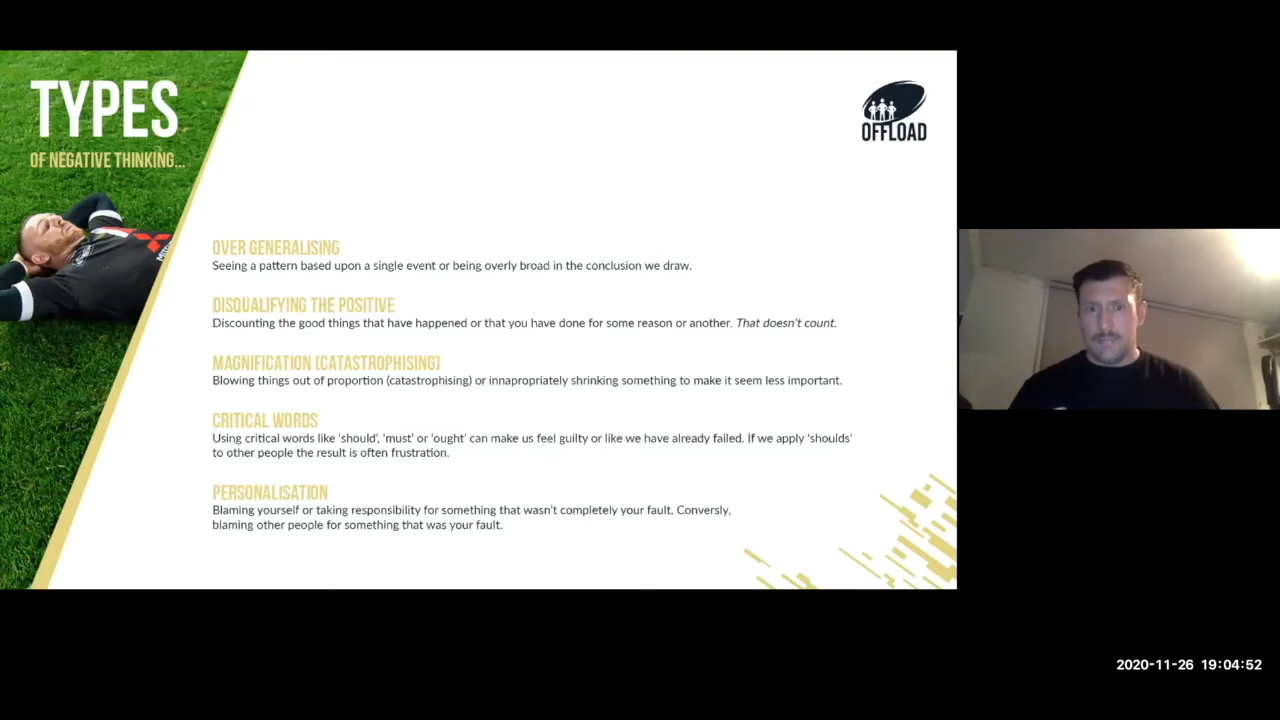 TYPES
OF NEGATIVE THINKING...
OFFLOAD
OVER GENERALISING
Seeing a pattern based upon a single event or being overly broad in the conclusion we draw.
DISQUALIFYING THE POSITIVE
Discounting the good things that have happened or that you have done for some reason or another. That doesn't count.
MAGNIFICATION (CATASTROPHISING)
Blowing things out of proportion (catastrophising) or innapropriately shrinking something to make it seem less important.
CRITICAL WORDS
Using critical words like 'should', 'must' or 'ought' can make us feel guilty or like we have already failed. If we apply 'shoulds'
to other people the result is often frustration.
PERSONALISATION
Blaming yourself or taking responsibility for something that wasn't completely your fault. Conversly,
blaming other people for something that was your fault.
2020-11-26 19:04:52